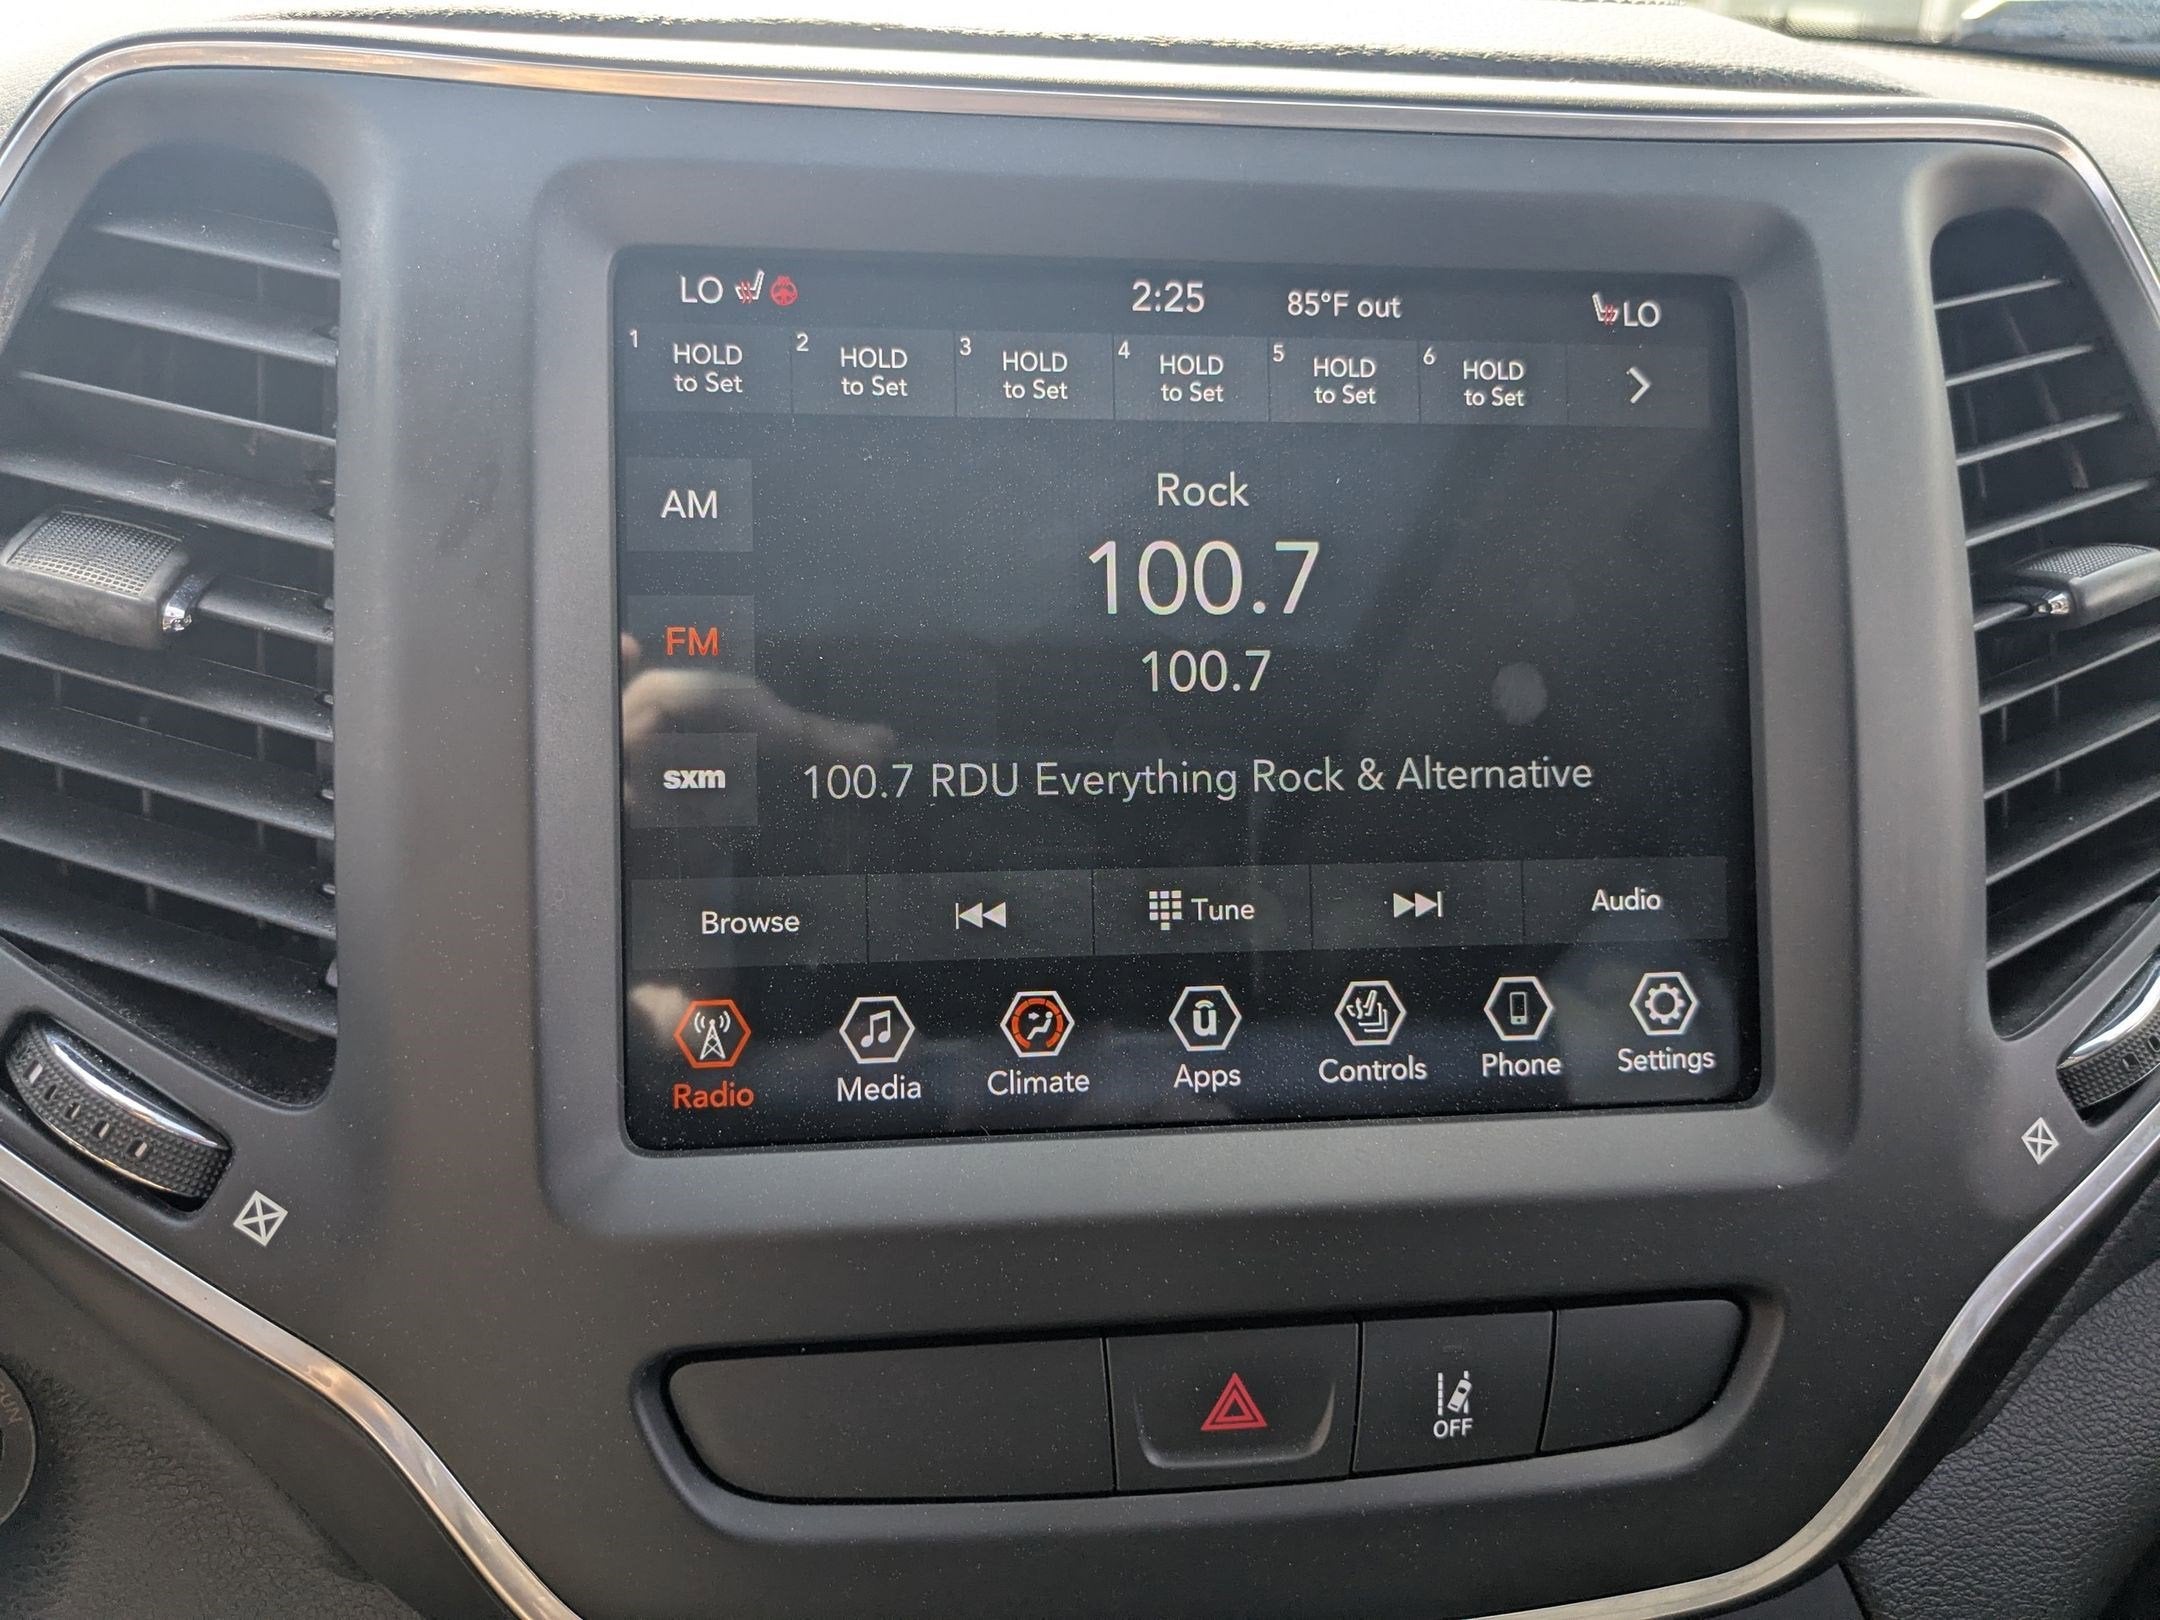 LO 2:25 85°F out LO
1 HOLD to Set
2 HOLD to Set
3 HOLD to Set
4 HOLD to Set
5 HOLD to Set
6 HOLD to Set
AM
Rock
100.7
FM
100.7
sxm
100.7 RDU Everything Rock & Alternative
Browse Tune Audio
Radio Media Climate Apps Controls Phone Settings
OFF
RUN